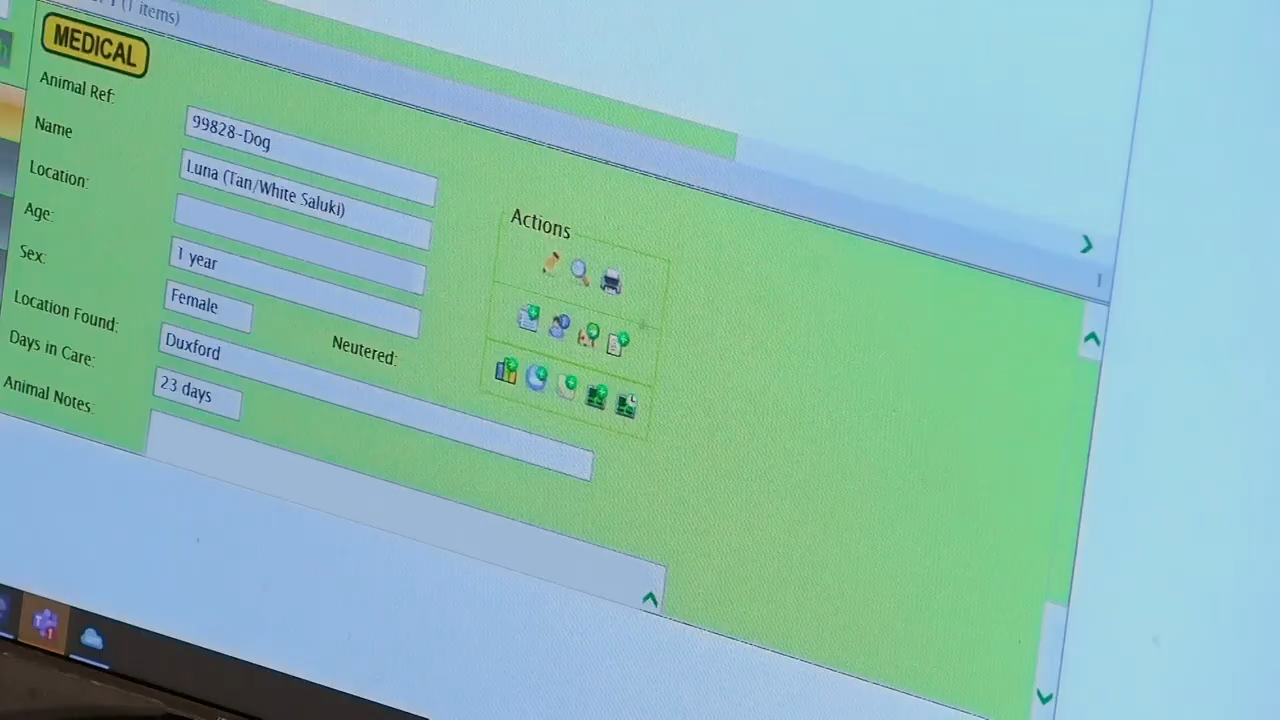 (1 items)
MEDICAL
Animal Ref:
99828-Dog
Name
Luna (Tan/White Saluki)
Location:
Age:
1 year
Sex:
Female
Neutered:
Location Found:
Duxford
Days in Care:
23 days
Animal Notes:
Actions